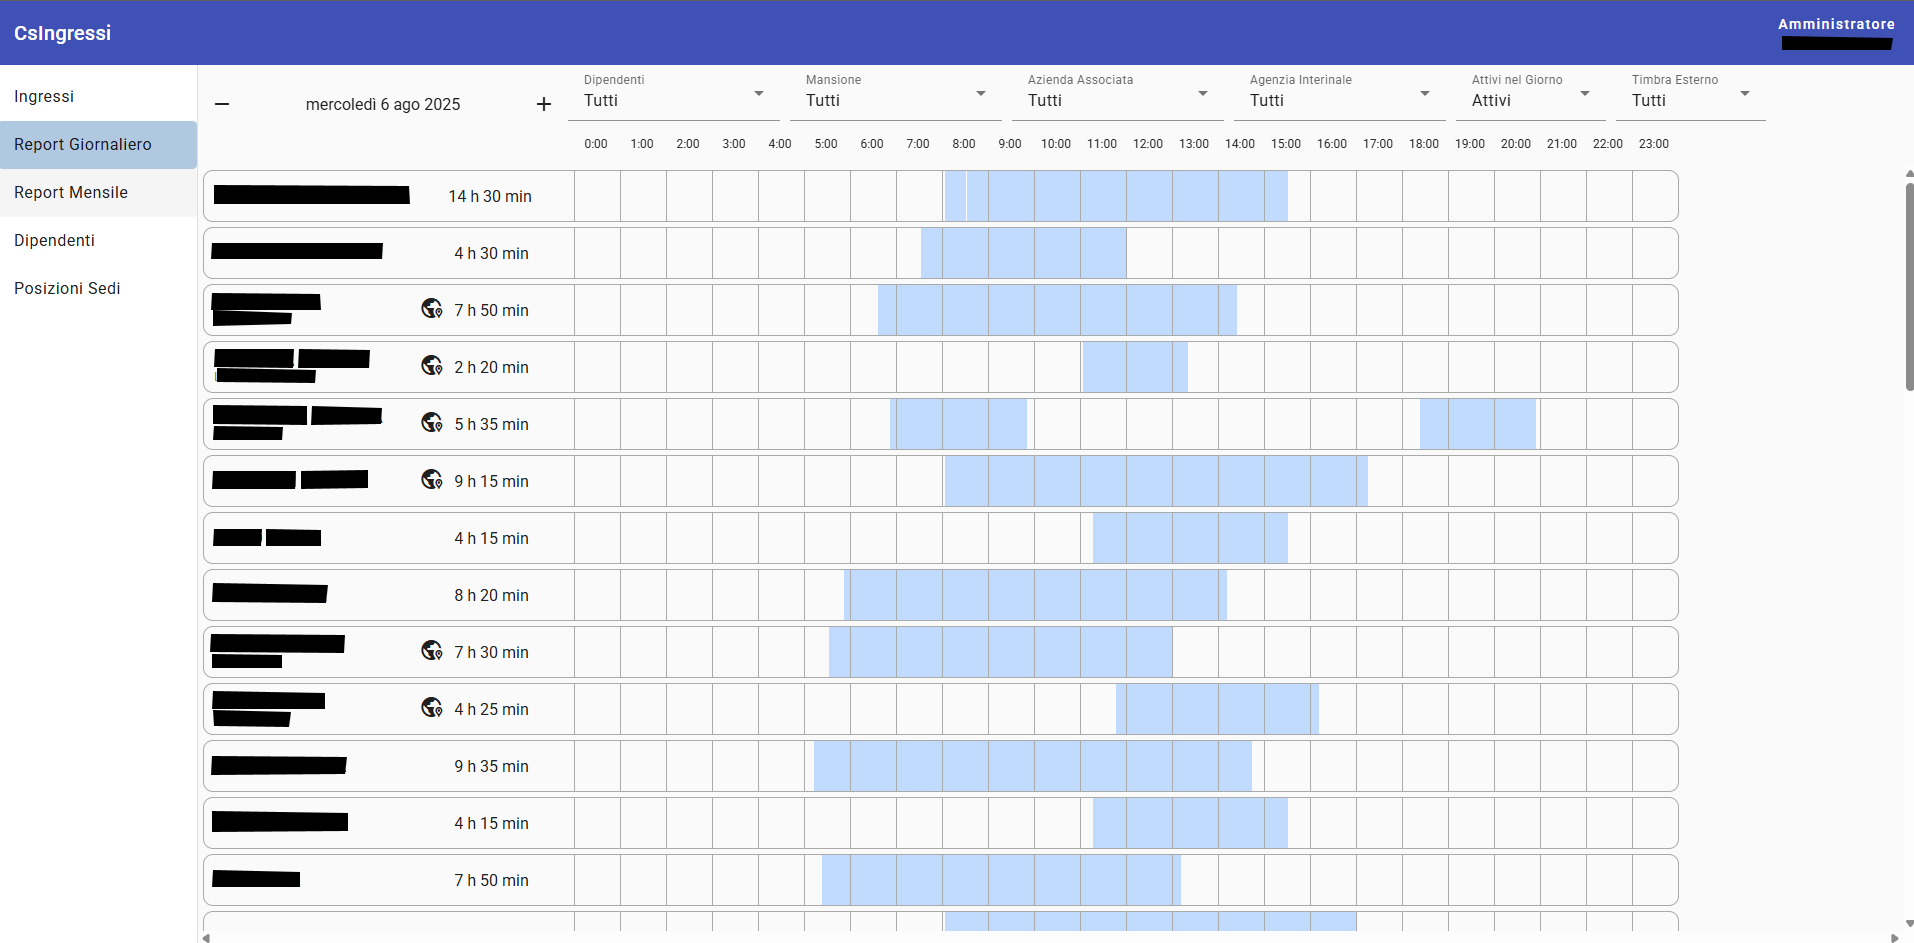 CsIngressi
Amministratore
Ingressi
Report Giornaliero
Report Mensile
Dipendenti
Posizioni Sedi
mercoledì 6 ago 2025
Dipendenti
Tutti
Mansione
Tutti
Azienda Associata
Tutti
Agenzia Interinale
Tutti
Attivi nel Giorno
Attivi
Timbra Esterno
Tutti
0:00 1:00 2:00 3:00 4:00 5:00 6:00 7:00 8:00 9:00 10:00 11:00 12:00 13:00 14:00 15:00 16:00 17:00 18:00 19:00 20:00 21:00 22:00 23:00
14 h 30 min
4 h 30 min
7 h 50 min
2 h 20 min
5 h 35 min
9 h 15 min
4 h 15 min
8 h 20 min
7 h 30 min
4 h 25 min
9 h 35 min
4 h 15 min
7 h 50 min